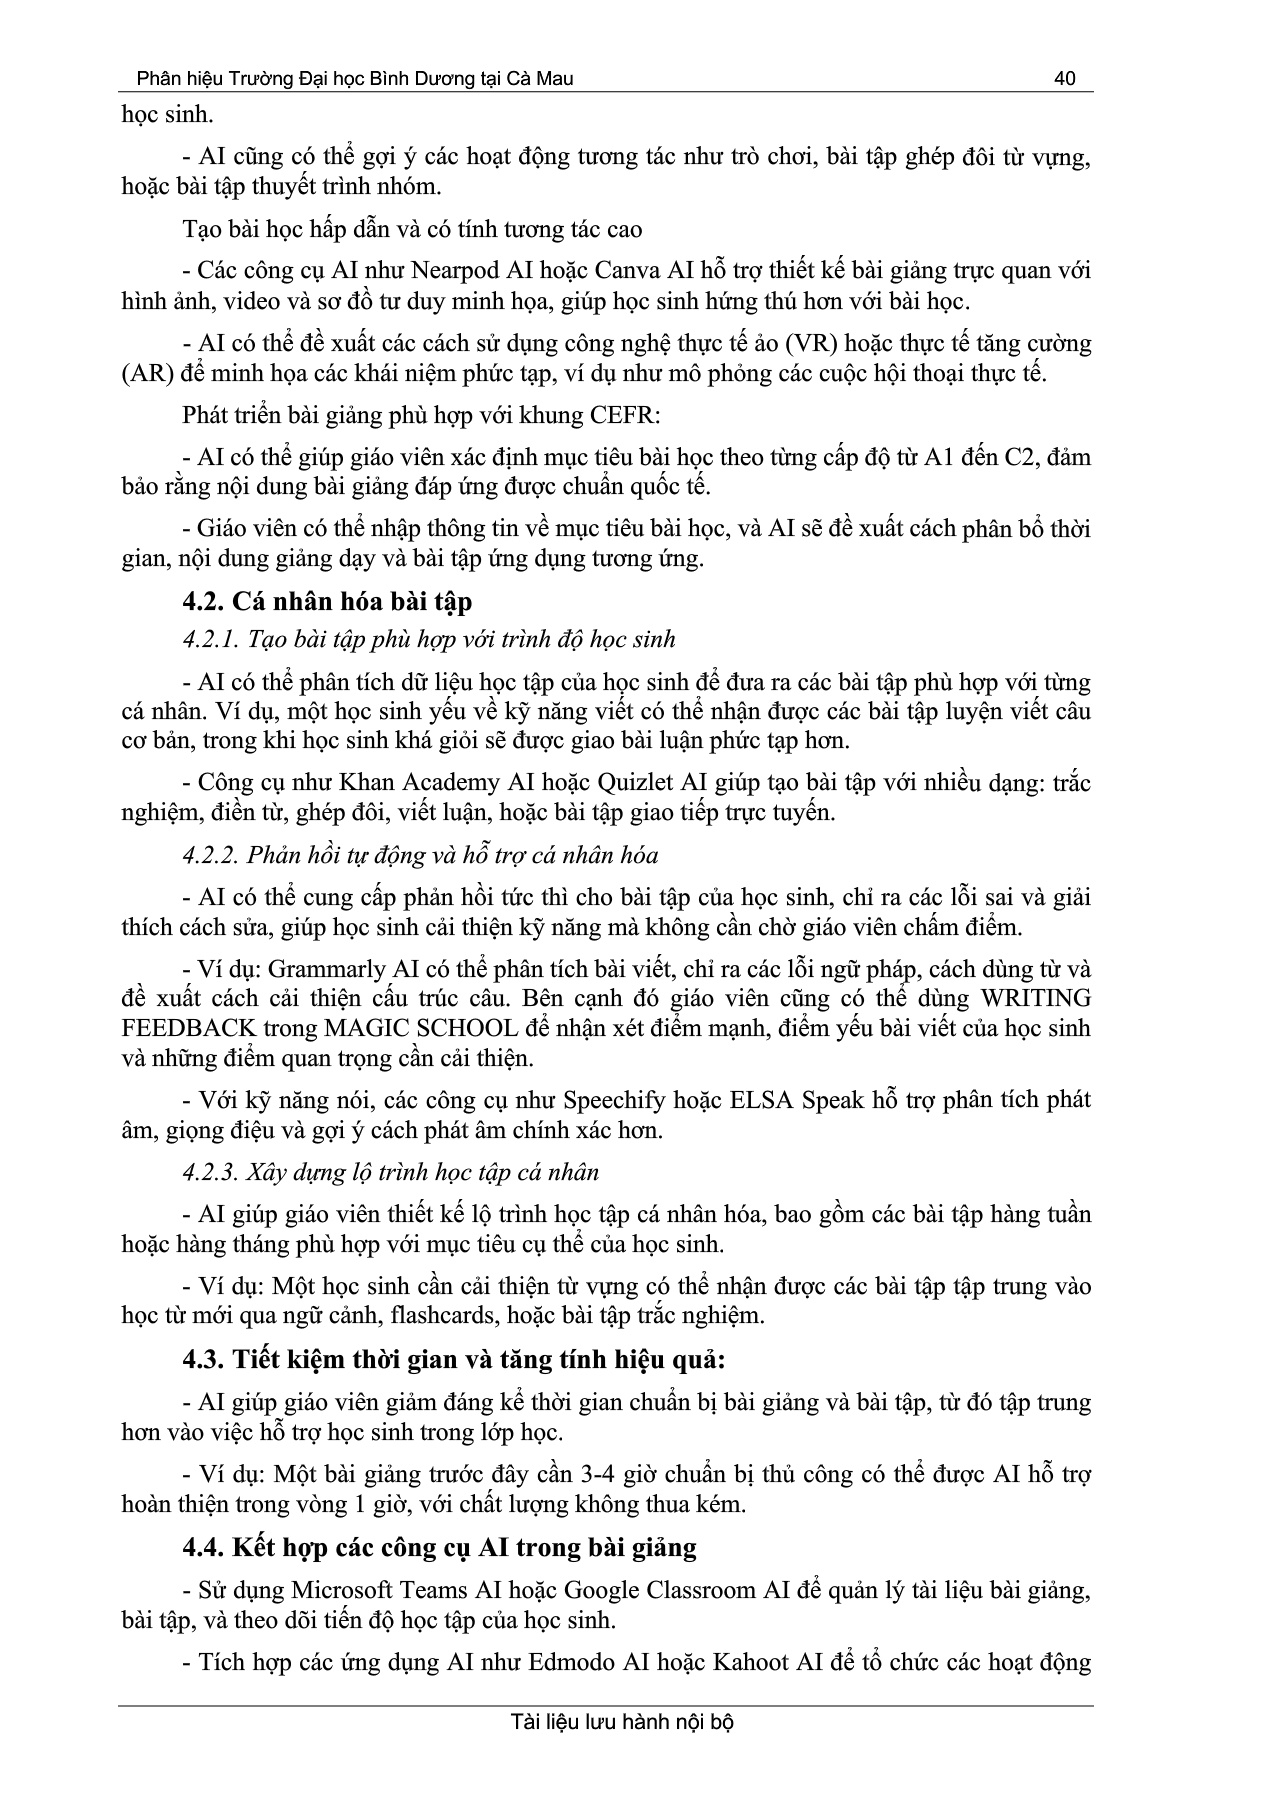 Phân hiệu Trường Đại học Bình Dương tại Cà Mau 40
học sinh.
- AI cũng có thể gợi ý các hoạt động tương tác như trò chơi, bài tập ghép đôi từ vựng,
hoặc bài tập thuyết trình nhóm.
Tạo bài học hấp dẫn và có tính tương tác cao
- Các công cụ AI như Nearpod AI hoặc Canva AI hỗ trợ thiết kế bài giảng trực quan với
hình ảnh, video và sơ đồ tư duy minh họa, giúp học sinh hứng thú hơn với bài học.
- AI có thể đề xuất các cách sử dụng công nghệ thực tế ảo (VR) hoặc thực tế tăng cường
(AR) để minh họa các khái niệm phức tạp, ví dụ như mô phỏng các cuộc hội thoại thực tế.
Phát triển bài giảng phù hợp với khung CEFR:
- AI có thể giúp giáo viên xác định mục tiêu bài học theo từng cấp độ từ A1 đến C2, đảm
bảo rằng nội dung bài giảng đáp ứng được chuẩn quốc tế.
- Giáo viên có thể nhập thông tin về mục tiêu bài học, và AI sẽ đề xuất cách phân bổ thời
gian, nội dung giảng dạy và bài tập ứng dụng tương ứng.
4.2. Cá nhân hóa bài tập
4.2.1. Tạo bài tập phù hợp với trình độ học sinh
- AI có thể phân tích dữ liệu học tập của học sinh để đưa ra các bài tập phù hợp với từng
cá nhân. Ví dụ, một học sinh yếu về kỹ năng viết có thể nhận được các bài tập luyện viết câu
cơ bản, trong khi học sinh khá giỏi sẽ được giao bài luận phức tạp hơn.
- Công cụ như Khan Academy AI hoặc Quizlet AI giúp tạo bài tập với nhiều dạng: trắc
nghiệm, điền từ, ghép đôi, viết luận, hoặc bài tập giao tiếp trực tuyến.
4.2.2. Phản hồi tự động và hỗ trợ cá nhân hóa
- AI có thể cung cấp phản hồi tức thì cho bài tập của học sinh, chỉ ra các lỗi sai và giải
thích cách sửa, giúp học sinh cải thiện kỹ năng mà không cần chờ giáo viên chấm điểm.
- Ví dụ: Grammarly AI có thể phân tích bài viết, chỉ ra các lỗi ngữ pháp, cách dùng từ và
đề xuất cách cải thiện cấu trúc câu. Bên cạnh đó giáo viên cũng có thể dùng WRITING
FEEDBACK trong MAGIC SCHOOL để nhận xét điểm mạnh, điểm yếu bài viết của học sinh
và những điểm quan trọng cần cải thiện.
- Với kỹ năng nói, các công cụ như Speechify hoặc ELSA Speak hỗ trợ phân tích phát
âm, giọng điệu và gợi ý cách phát âm chính xác hơn.
4.2.3. Xây dựng lộ trình học tập cá nhân
- AI giúp giáo viên thiết kế lộ trình học tập cá nhân hóa, bao gồm các bài tập hàng tuần
hoặc hàng tháng phù hợp với mục tiêu cụ thể của học sinh.
- Ví dụ: Một học sinh cần cải thiện từ vựng có thể nhận được các bài tập tập trung vào
học từ mới qua ngữ cảnh, flashcards, hoặc bài tập trắc nghiệm.
4.3. Tiết kiệm thời gian và tăng tính hiệu quả:
- AI giúp giáo viên giảm đáng kể thời gian chuẩn bị bài giảng và bài tập, từ đó tập trung
hơn vào việc hỗ trợ học sinh trong lớp học.
- Ví dụ: Một bài giảng trước đây cần 3-4 giờ chuẩn bị thủ công có thể được AI hỗ trợ
hoàn thiện trong vòng 1 giờ, với chất lượng không thua kém.
4.4. Kết hợp các công cụ AI trong bài giảng
- Sử dụng Microsoft Teams AI hoặc Google Classroom AI để quản lý tài liệu bài giảng,
bài tập, và theo dõi tiến độ học tập của học sinh.
- Tích hợp các ứng dụng AI như Edmodo AI hoặc Kahoot AI để tổ chức các hoạt động
Tài liệu lưu hành nội bộ